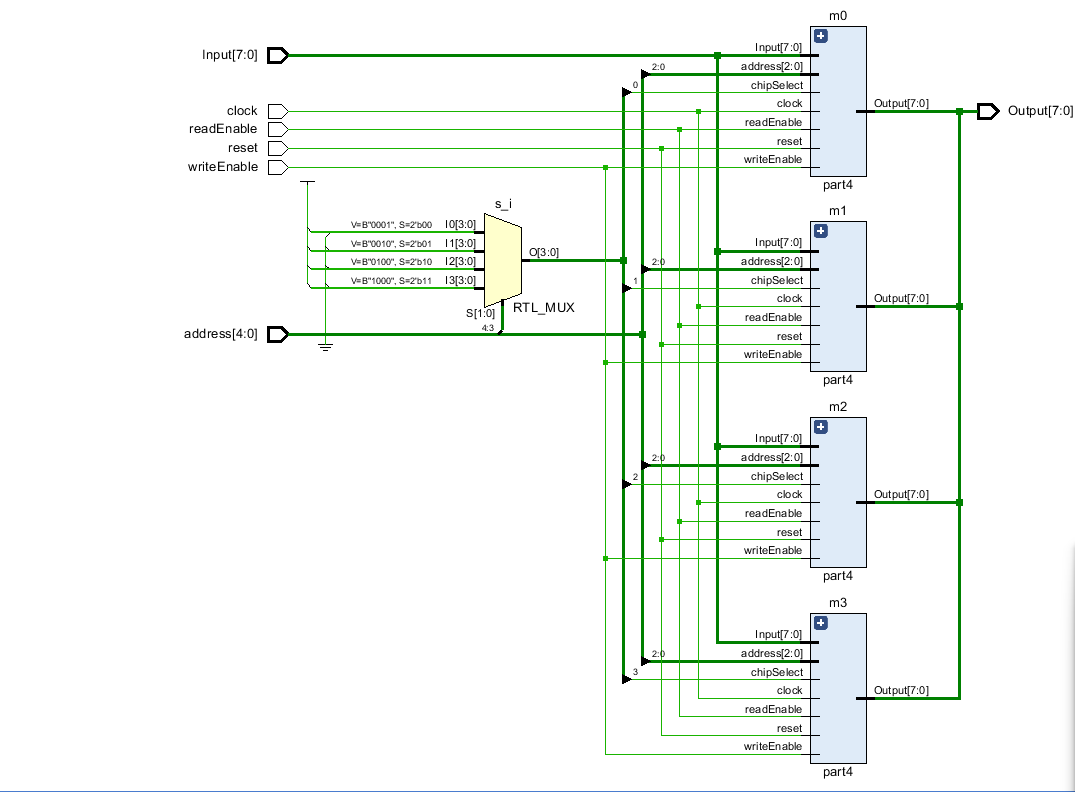 m0
Input[7:0]
Input[7:0]
2:0
address[2:0]
0
chipSelect
clock
clock
Output[7:0]
Output[7:0]
readEnable
readEnable
reset
reset
writeEnable
writeEnable
part4
s_i
V=B"0001", S=2'b00
I0[3:0]
V=B"0010", S=2'b01
I1[3:0]
V=B"0100", S=2'b10
I2[3:0]
V=B"1000", S=2'b11
I3[3:0]
O[3:0]
S[1:0]
RTL_MUX
4:3
address[4:0]
m1
Input[7:0]
2:0
address[2:0]
1
chipSelect
clock
Output[7:0]
readEnable
reset
writeEnable
part4
m2
Input[7:0]
2:0
address[2:0]
2
chipSelect
clock
Output[7:0]
readEnable
reset
writeEnable
part4
m3
Input[7:0]
2:0
address[2:0]
3
chipSelect
clock
Output[7:0]
readEnable
reset
writeEnable
part4